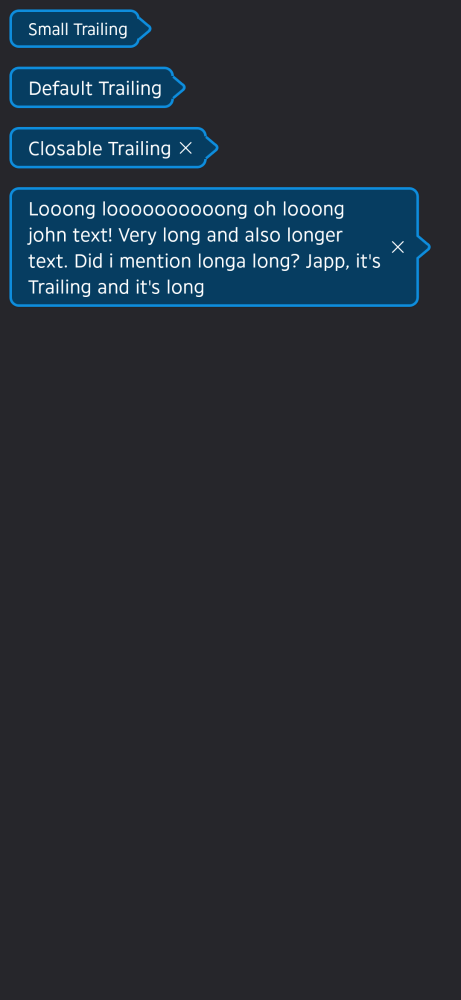 Small Trailing
Default Trailing
Closable Trailing
Looong looooooooooong oh looong
john text! Very long and also longer
text. Did i mention longa long? Japp, it's
Trailing and it's long